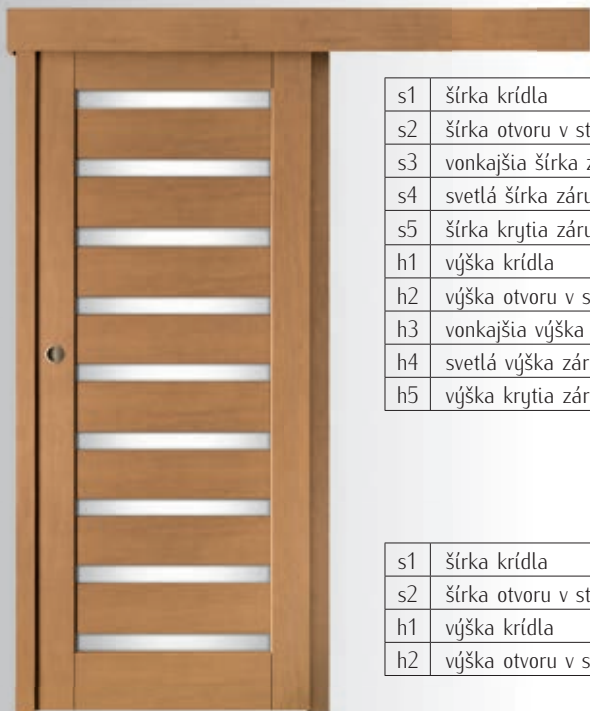 s1 šírka krídla
s2 šírka otvoru v
s3 vonkajšia šírka
s4 svetlá šírka
s5 šírka krytia
h1 výška krídla
h2 výška otvoru v
h3 vonkajšia výška
h4 svetlá výška
h5 výška krytia
s1 šírka krídla
s2 šírka otvoru v
h1 výška krídla
h2 výška otvoru v